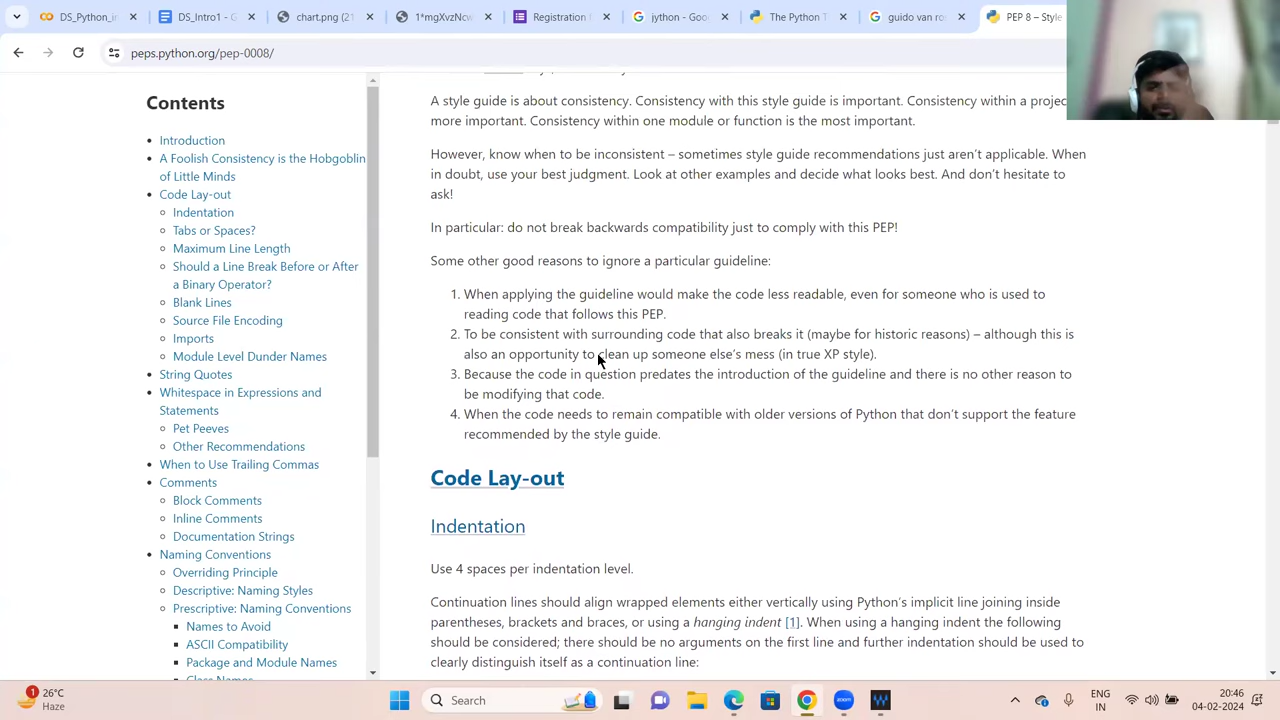 DS_Python_in
DS_Intro1 - G
chart.png (21
1*mgXvzNcw
Registration
jython - Goo
The Python T
guido van ro
PEP 8 – Style
peps.python.org/pep-0008/
Contents
Introduction
A Foolish Consistency is the Hobgoblin
of Little Minds
Code Lay-out
Indentation
Tabs or Spaces?
Maximum Line Length
Should a Line Break Before or After
a Binary Operator?
Blank Lines
Source File Encoding
Imports
Module Level Dunder Names
String Quotes
Whitespace in Expressions and
Statements
Pet Peeves
Other Recommendations
When to Use Trailing Commas
Comments
Block Comments
Inline Comments
Documentation Strings
Naming Conventions
Overriding Principle
Descriptive: Naming Styles
Prescriptive: Naming Conventions
Names to Avoid
ASCII Compatibility
Package and Module Names
Class Names
A style guide is about consistency. Consistency with this style guide is important. Consistency within a projec
more important. Consistency within one module or function is the most important.
However, know when to be inconsistent – sometimes style guide recommendations just aren't applicable. When
in doubt, use your best judgment. Look at other examples and decide what looks best. And don't hesitate to
ask!
In particular: do not break backwards compatibility just to comply with this PEP!
Some other good reasons to ignore a particular guideline:
1. When applying the guideline would make the code less readable, even for someone who is used to
reading code that follows this PEP.
2. To be consistent with surrounding code that also breaks it (maybe for historic reasons) – although this is
also an opportunity to clean up someone else's mess (in true XP style).
3. Because the code in question predates the introduction of the guideline and there is no other reason to
be modifying that code.
4. When the code needs to remain compatible with older versions of Python that don't support the feature
recommended by the style guide.
Code Lay-out
Indentation
Use 4 spaces per indentation level.
Continuation lines should align wrapped elements either vertically using Python's implicit line joining inside
parentheses, brackets and braces, or using a hanging indent [1]. When using a hanging indent the following
should be considered; there should be no arguments on the first line and further indentation should be used to
clearly distinguish itself as a continuation line:
1
26°C
Haze
Search
ENG
IN
20:46
04-02-2024